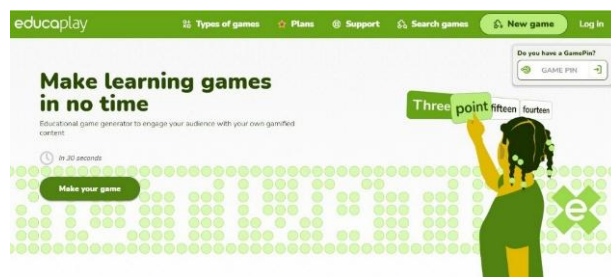 educaplay Types of games Plans Support Search games New game Log in
Do you have a GamePin?
GAME PIN
Make learning games
in no time
Educational game generator to engage your audience with your own gamified
content
In 30 seconds
Make your game
Three point fifteen fourteen
e